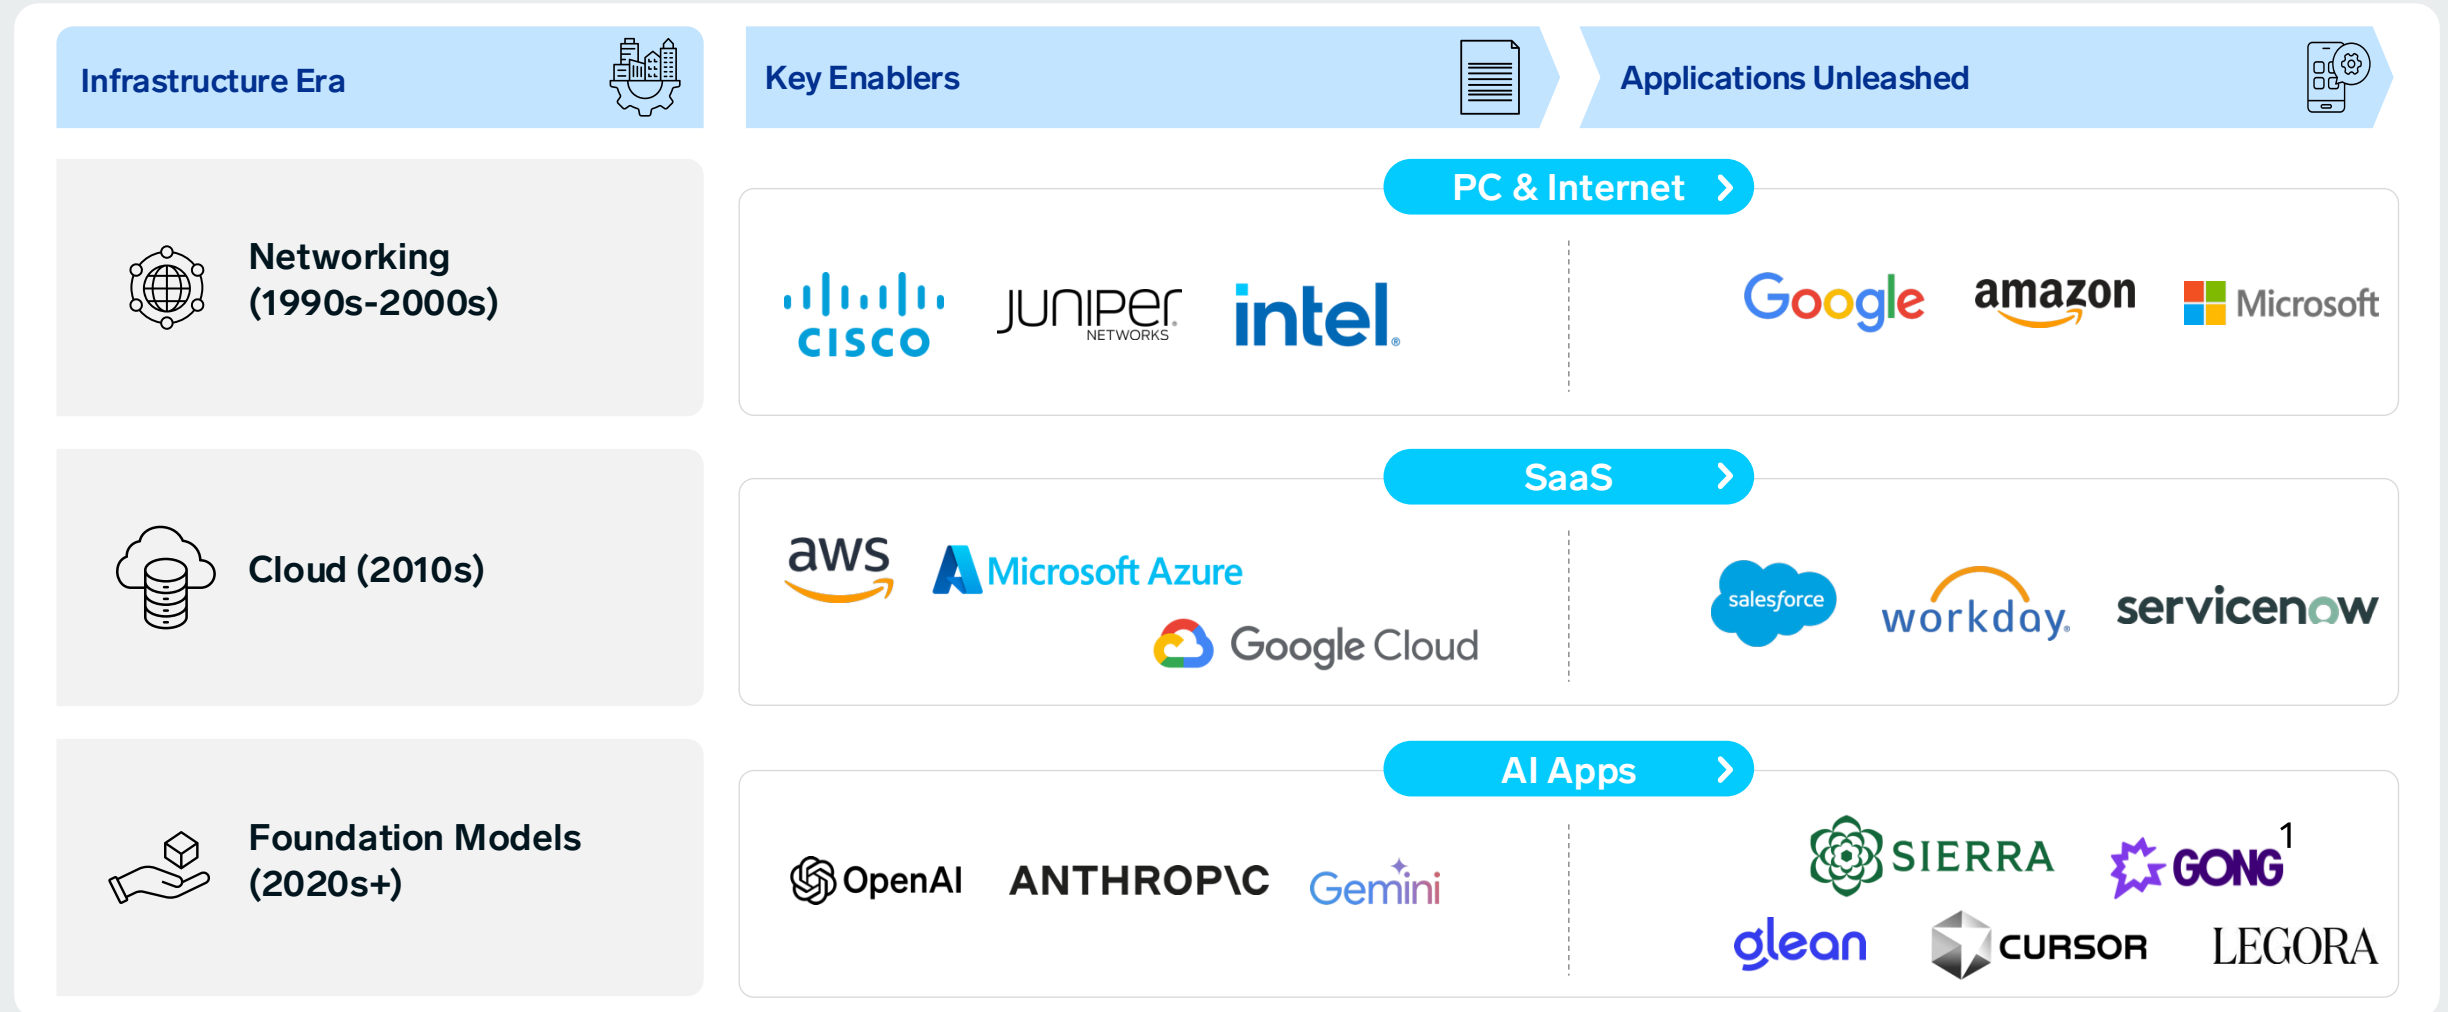 Infrastructure Era
Key Enablers
Applications Unleashed
Networking
(1990s-2000s)
PC & Internet
CISCO
JUNIPER
NETWORKS
intel®
Google
amazon
Microsoft
Cloud (2010s)
SaaS
aws
Microsoft Azure
Google Cloud
salesforce
workday®
servicenow
Foundation Models
(2020s+)
AI Apps
OpenAI
ANTHROP\C
Gemini
SIERRA
GONG1
glean
CURSOR
LEGORA